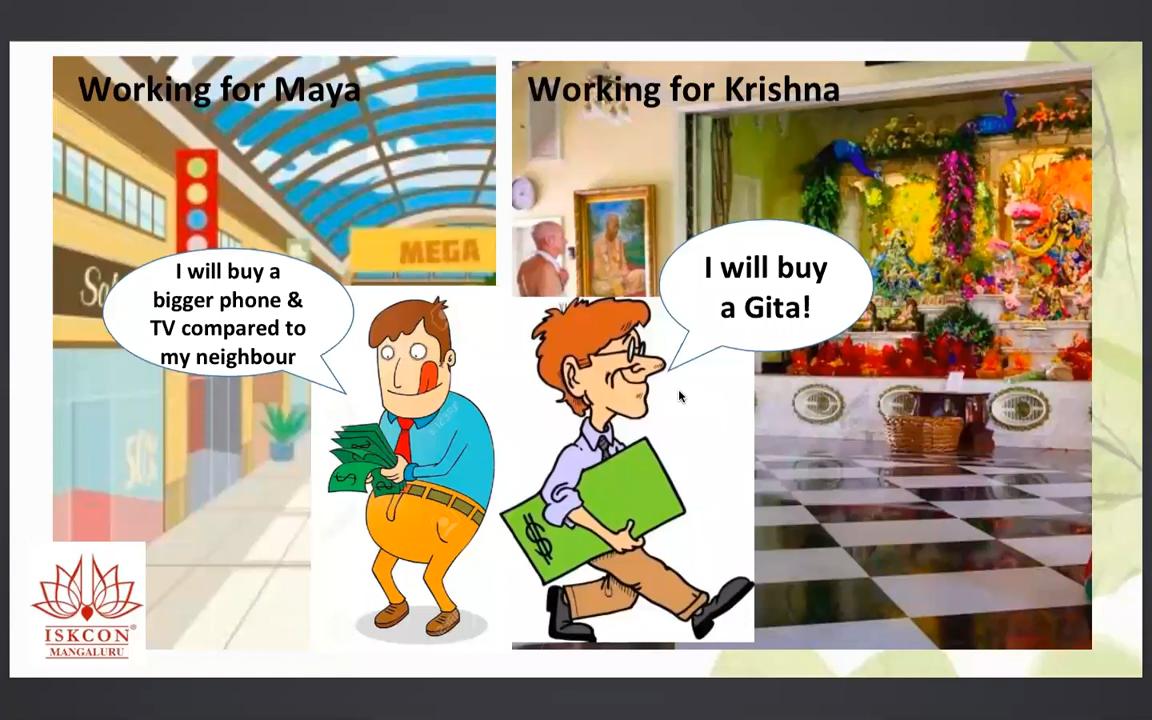 Working for Maya
Working for Krishna
MEGA
I will buy a
bigger phone &
TV compared to
my neighbour
I will buy
a Gita!
$
ISKCON®
MANGALURU